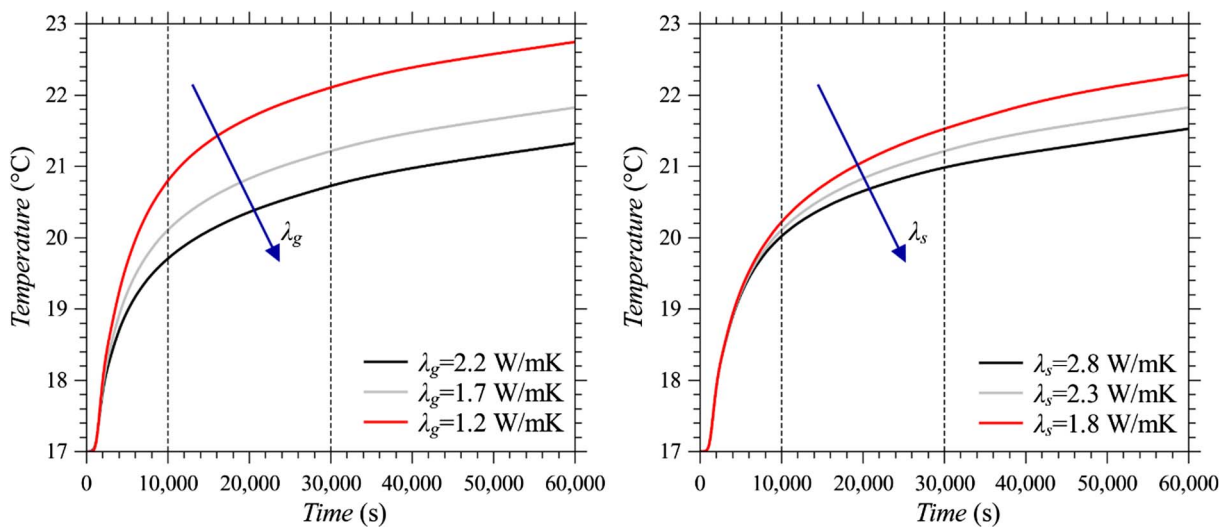 23
22
21
20
19
18
17
Temperature (°C)
λg
λg=2.2 W/mK
λg=1.7 W/mK
λg=1.2 W/mK
0 10,000 20,000 30,000 40,000 50,000 60,000
Time (s)
23
22
21
20
19
18
17
Temperature (°C)
λs
λs=2.8 W/mK
λs=2.3 W/mK
λs=1.8 W/mK
0 10,000 20,000 30,000 40,000 50,000 60,000
Time (s)